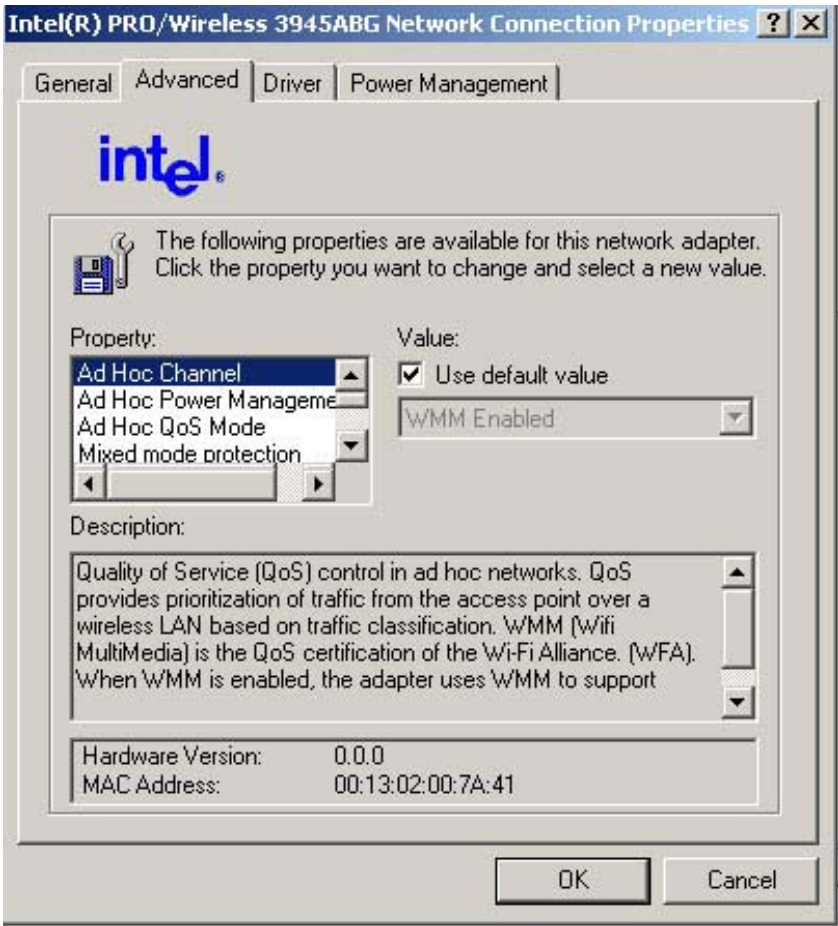 Intel(R) PRO/Wireless 3945ABG Network Connection Properties ? X
General Advanced Driver Power Management
intel®
The following properties are available for this network adapter.
Click the property you want to change and select a new value.
Property:
Ad Hoc Channel
Ad Hoc Power Manageme
Ad Hoc QoS Mode
Mixed mode protection
Value:
Use default value
WMM Enabled
Description:
Quality of Service (QoS) control in ad hoc networks. QoS
provides prioritization of traffic from the access point over a
wireless LAN based on traffic classification. WMM (Wifi
MultiMedia) is the QoS certification of the Wi-Fi Alliance. (WFA).
When WMM is enabled, the adapter uses WMM to support
Hardware Version: 0.0.0
MAC Address: 00:13:02:00:7A:41
OK Cancel